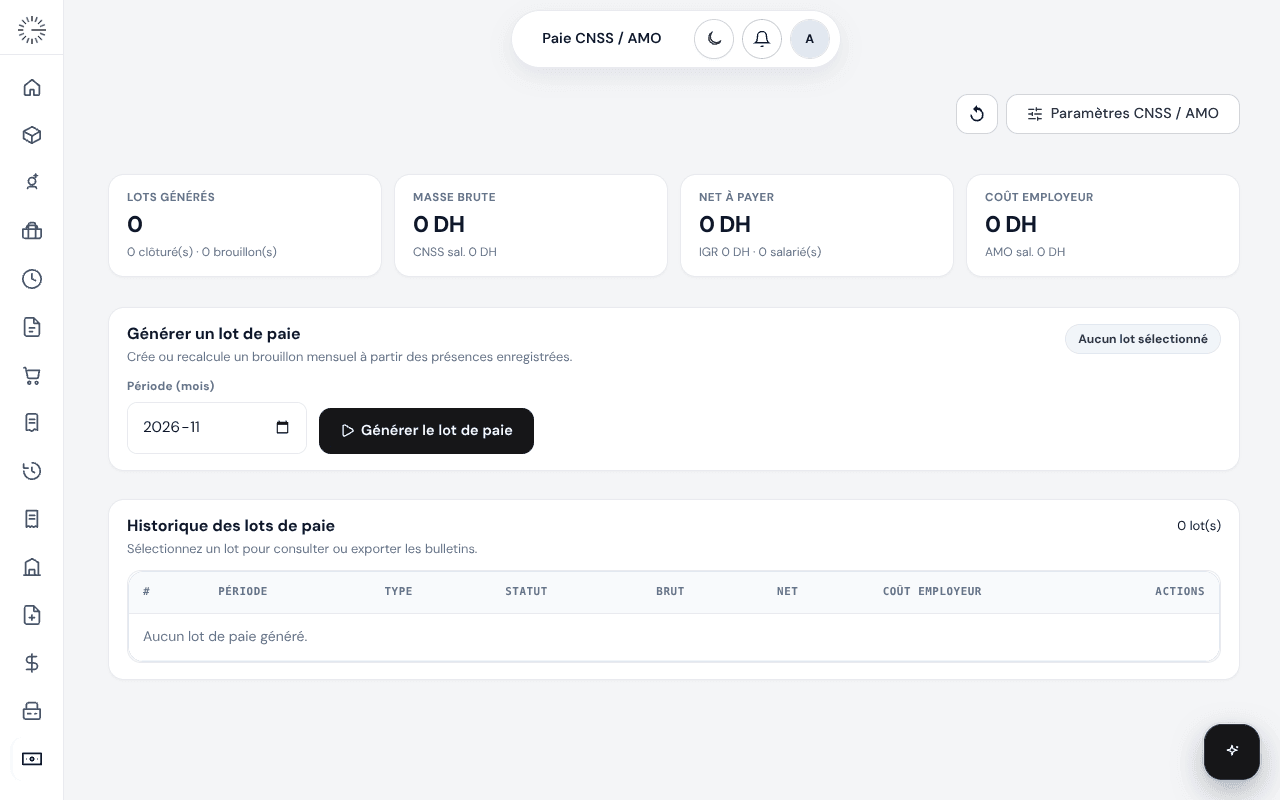 Paie CNSS / AMO
A
Paramètres CNSS / AMO
LOTS GÉNÉRÉS
0
0 clôturé(s) · 0 brouillon(s)
MASSE BRUTE
0 DH
CNSS sal. 0 DH
NET À PAYER
0 DH
IGR 0 DH · 0 salarié(s)
COÛT EMPLOYEUR
0 DH
AMO sal. 0 DH
Générer un lot de paie
Aucun lot sélectionné
Crée ou recalcule un brouillon mensuel à partir des présences enregistrées.
Période (mois)
2026-11
Générer le lot de paie
Historique des lots de paie
0 lot(s)
Sélectionnez un lot pour consulter ou exporter les bulletins.
# PÉRIODE TYPE STATUT BRUT NET COÛT EMPLOYEUR ACTIONS
Aucun lot de paie généré.